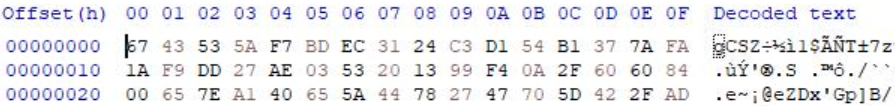 Offset(h) 00 01 02 03 04 05 06 07 08 09 0A 0B 0C 0D 0E 0F Decoded text
00000000 67 43 53 5A F7 BD EC 31 24 C3 D1 54 B1 37 7A FA gCSZ÷½ì1$ÃÑT±7z
00000010 1A F9 DD 27 AE 03 53 20 13 99 F4 0A 2F 60 60 84 .ùÝ'®.S .™ô./``
00000020 00 65 7E A1 40 65 5A 44 78 27 47 70 5D 42 2F AD .e~¡@eZDx'Gp]B/